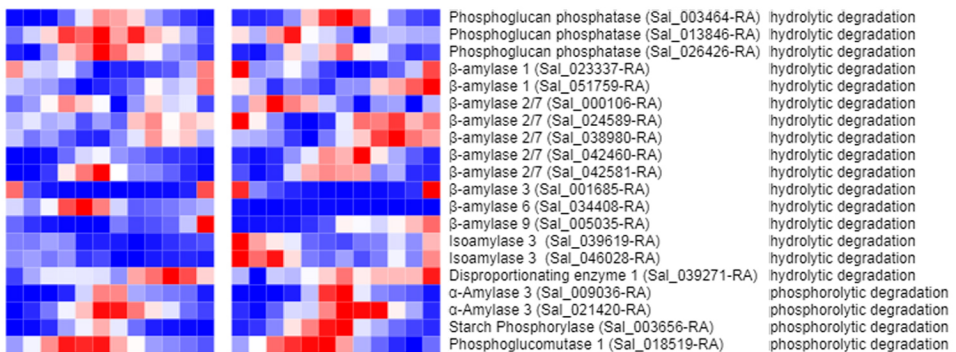 Phosphoglucan phosphatase (Sal_003464-RA) hydrolytic degradation
Phosphoglucan phosphatase (Sal_013846-RA) hydrolytic degradation
Phosphoglucan phosphatase (Sal_026426-RA) hydrolytic degradation
β-amylase 1 (Sal_023337-RA) hydrolytic degradation
β-amylase 1 (Sal_051759-RA) hydrolytic degradation
β-amylase 2/7 (Sal_000106-RA) hydrolytic degradation
β-amylase 2/7 (Sal_024589-RA) hydrolytic degradation
β-amylase 2/7 (Sal_038980-RA) hydrolytic degradation
β-amylase 2/7 (Sal_042460-RA) hydrolytic degradation
β-amylase 2/7 (Sal_042581-RA) hydrolytic degradation
β-amylase 3 (Sal_001685-RA) hydrolytic degradation
β-amylase 6 (Sal_034408-RA) hydrolytic degradation
β-amylase 9 (Sal_005035-RA) hydrolytic degradation
Isoamylase 3 (Sal_039619-RA) hydrolytic degradation
Isoamylase 3 (Sal_046028-RA) hydrolytic degradation
Disproportionating enzyme 1 (Sal_039271-RA) hydrolytic degradation
α-Amylase 3 (Sal_009036-RA) phosphorolytic degradation
α-Amylase 3 (Sal_021420-RA) phosphorolytic degradation
Starch Phosphorylase (Sal_003656-RA) phosphorolytic degradation
Phosphoglucomutase 1 (Sal_018519-RA) phosphorolytic degradation